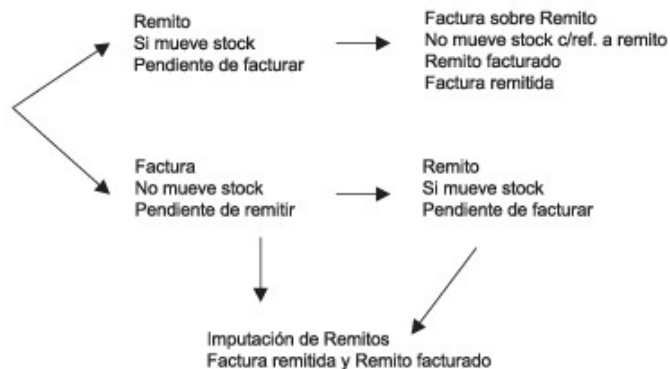 Remito
Si mueve stock
Pendiente de facturar
Factura sobre Remito
No mueve stock c/ref. a remito
Remito facturado
Factura remitida
Factura
No mueve stock
Pendiente de remitir
Remito
Si mueve stock
Pendiente de facturar
Imputación de Remitos
Factura remitida y Remito facturado